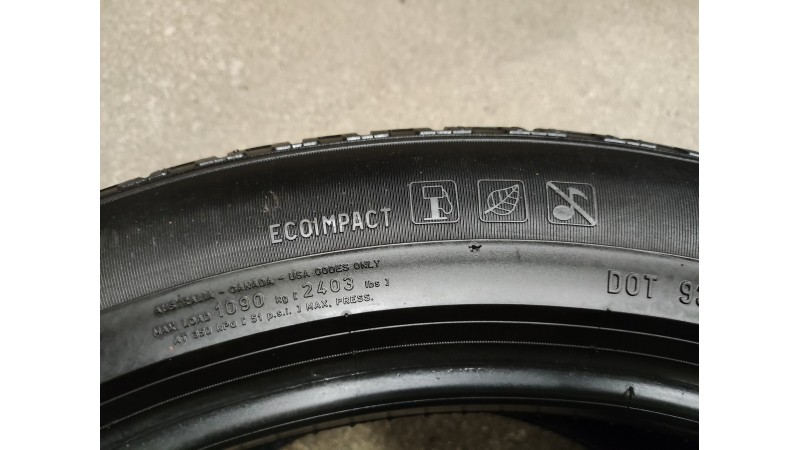 ECOIMPACT
AUSTRALIA - CANADA - USA CODES ONLY
MAX LOAD 1090 kg [ 2403 lbs ]
AT 350 KPa [ 51 p.s.i. ] MAX. PRESS.
DOT 93